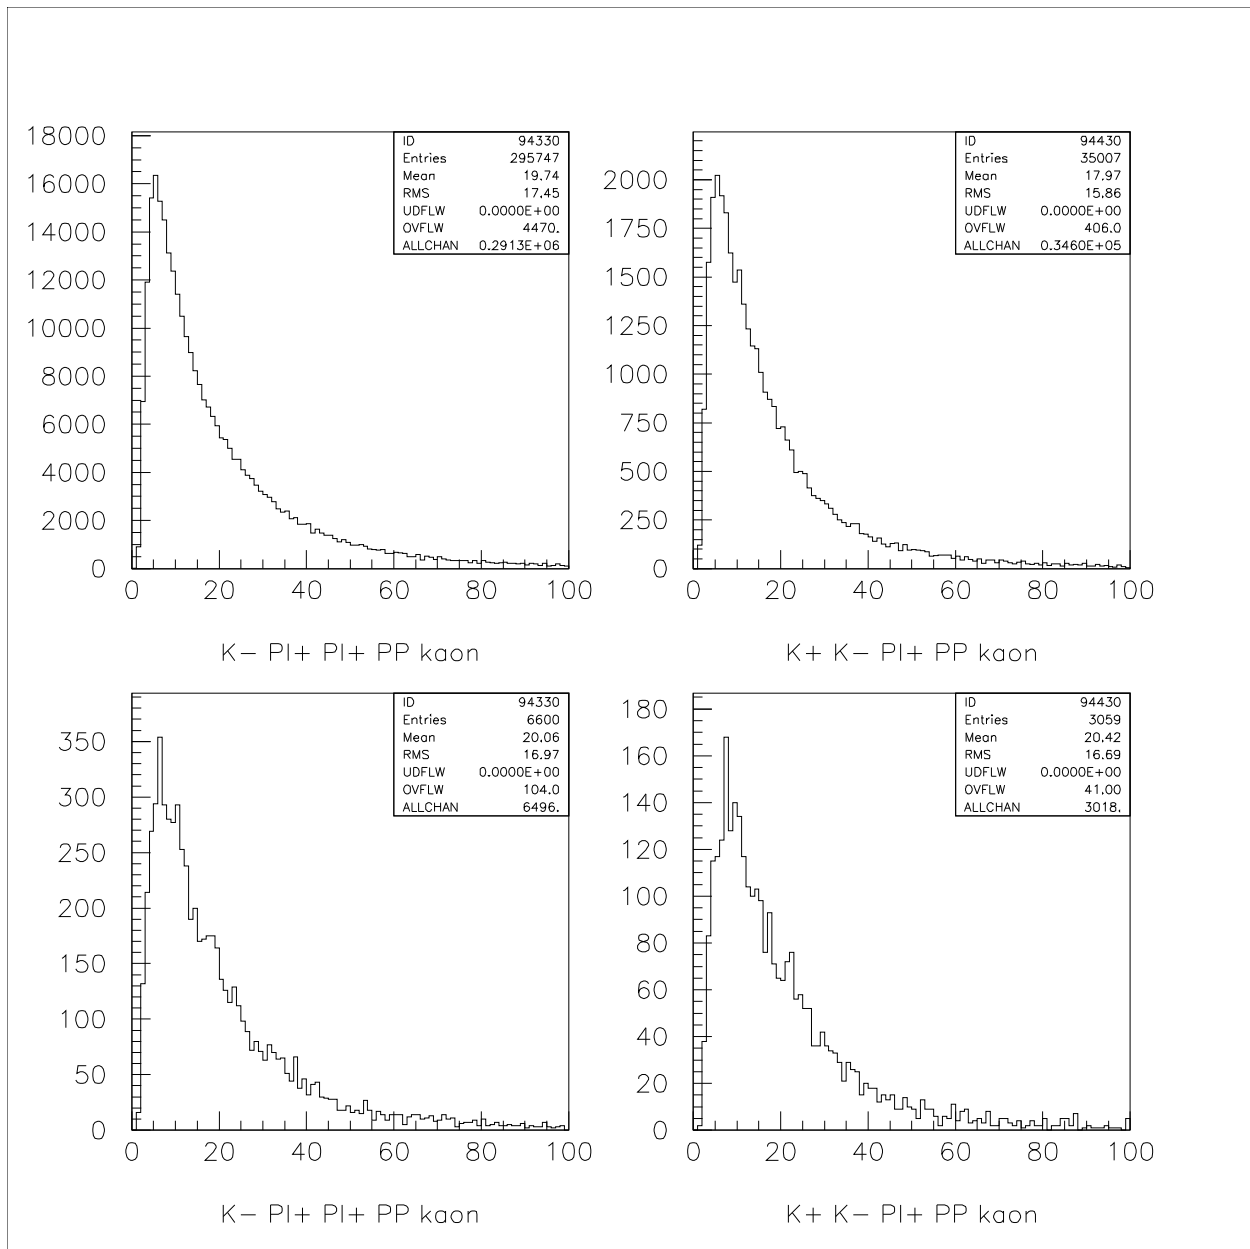 18000
16000
14000
12000
10000
8000
6000
4000
2000
0
0 20 40 60 80 100
ID 94330
Entries 295747
Mean 19.74
RMS 17.45
UDFLW 0.0000E+00
OVFLW 4470.
ALLCHAN 0.2913E+06
K− PI+ PI+ PP kaon
2000
1750
1500
1250
1000
750
500
250
0
0 20 40 60 80 100
ID 94430
Entries 35007
Mean 17.97
RMS 15.86
UDFLW 0.0000E+00
OVFLW 406.0
ALLCHAN 0.3460E+05
K+ K− PI+ PP kaon
350
300
250
200
150
100
50
0
0 20 40 60 80 100
ID 94330
Entries 6600
Mean 20.06
RMS 16.97
UDFLW 0.0000E+00
OVFLW 104.0
ALLCHAN 6496.
K− PI+ PI+ PP kaon
180
160
140
120
100
80
60
40
20
0
0 20 40 60 80 100
ID 94430
Entries 3059
Mean 20.42
RMS 16.69
UDFLW 0.0000E+00
OVFLW 41.00
ALLCHAN 3018.
K+ K− PI+ PP kaon